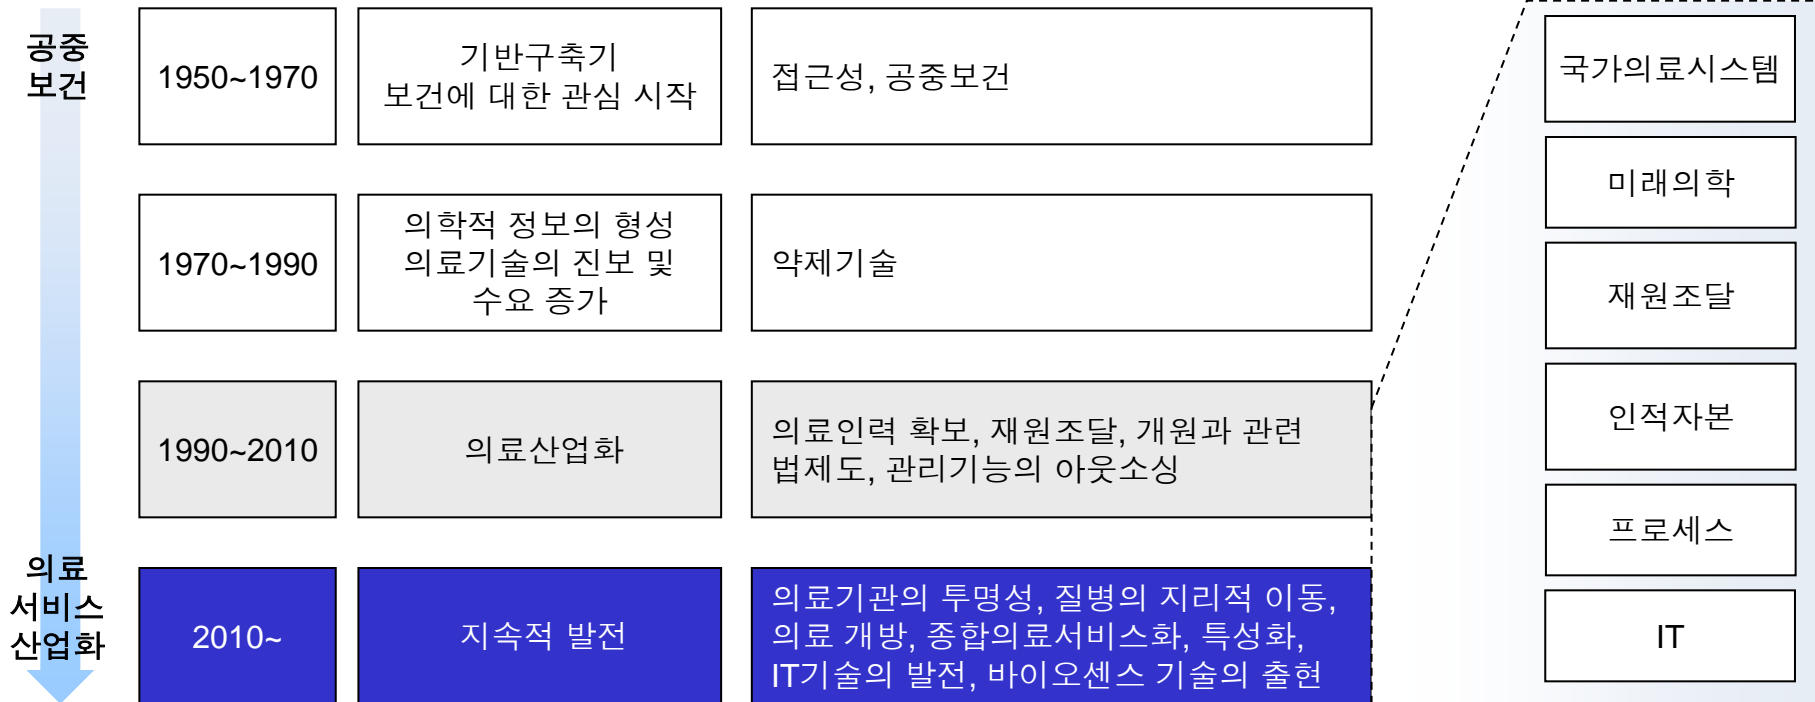 공중
보건
1950~1970
기반구축기
보건에 대한 관심 시작
접근성, 공중보건
1970~1990
의학적 정보의 형성
의료기술의 진보 및
수요 증가
약제기술
1990~2010
의료산업화
의료인력 확보, 재원조달, 개원과 관련
법제도, 관리기능의 아웃소싱
의료
서비스
산업화
2010~
지속적 발전
의료기관의 투명성, 질병의 지리적 이동,
의료 개방, 종합의료서비스화, 특성화,
IT기술의 발전, 바이오센스 기술의 출현
국가의료시스템
미래의학
재원조달
인적자본
프로세스
IT